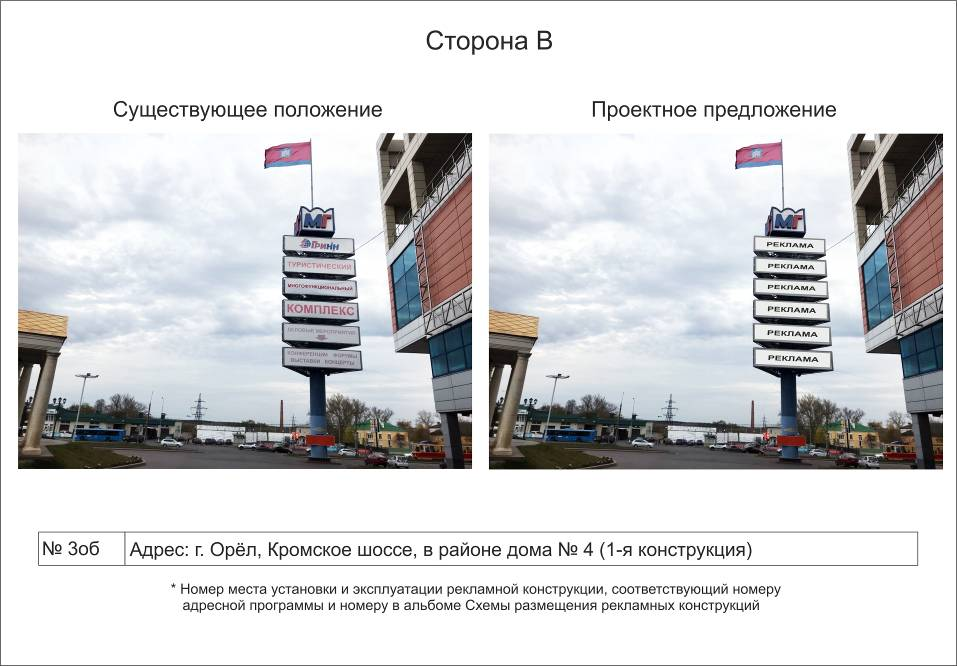 Сторона В
Существующее положение
Проектное предложение
МГ
ГРИНН
ТУРИСТИЧЕСКИЙ
МНОГОФУНКЦИОНАЛЬНЫЙ
КОМПЛЕКС
ДЕЛОВЫЕ МЕРОПРИЯТИЯ
КОНФЕРЕНЦИИ ФОРУМЫ
ВЫСТАВКИ КОНЦЕРТЫ
МГ
РЕКЛАМА
РЕКЛАМА
РЕКЛАМА
РЕКЛАМА
РЕКЛАМА
РЕКЛАМА
№ 3об
Адрес: г. Орёл, Кромское шоссе, в районе дома № 4 (1-я конструкция)
* Номер места установки и эксплуатации рекламной конструкции, соответствующий номеру
адресной программы и номеру в альбоме Схемы размещения рекламных конструкций